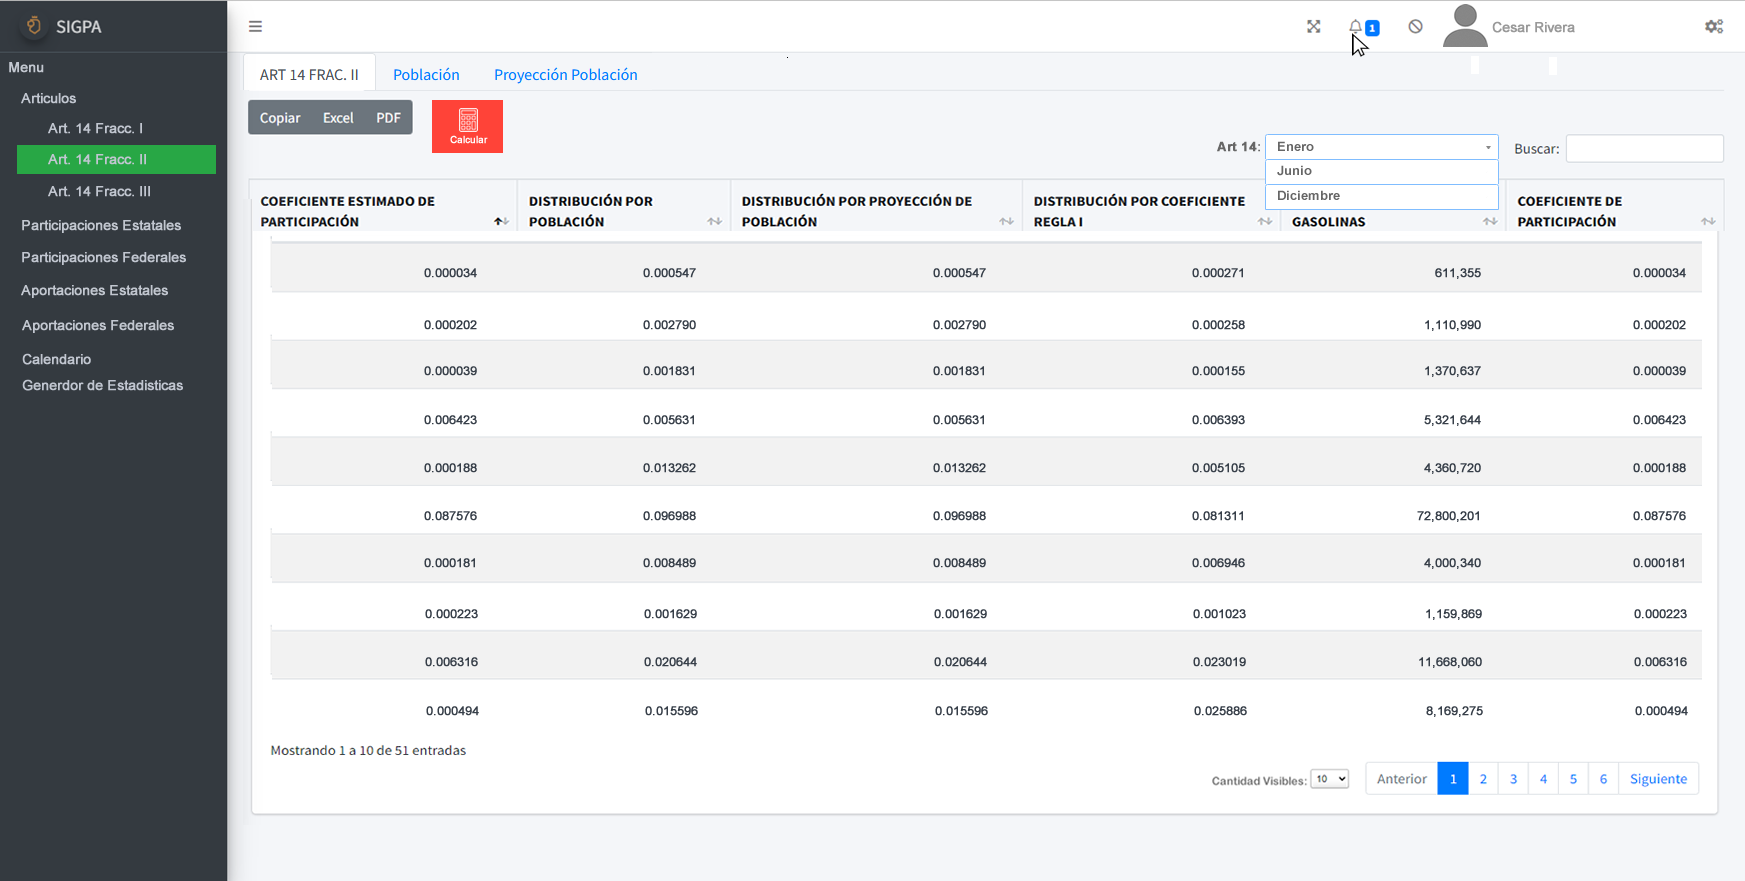 SIGPA
1
Cesar Rivera
Menu
Articulos
Art. 14 Fracc. I
Art. 14 Fracc. II
Art. 14 Fracc. III
Participaciones Estatales
Participaciones Federales
Aportaciones Estatales
Aportaciones Federales
Calendario
Generdor de Estadisticas
ART 14 FRAC. II Población Proyección Población
Copiar Excel PDF
Calcular
Art 14: Enero
Junio
Diciembre
Buscar:
COEFICIENTE ESTIMADO DE
PARTICIPACIÓN
DISTRIBUCIÓN POR
POBLACIÓN
DISTRIBUCIÓN POR PROYECCIÓN DE
POBLACIÓN
DISTRIBUCIÓN POR COEFICIENTE
REGLA I
GASOLINAS
COEFICIENTE DE
PARTICIPACIÓN
0.000034 0.000547 0.000547 0.000271 611,355 0.000034
0.000202 0.002790 0.002790 0.000258 1,110,990 0.000202
0.000039 0.001831 0.001831 0.000155 1,370,637 0.000039
0.006423 0.005631 0.005631 0.006393 5,321,644 0.006423
0.000188 0.013262 0.013262 0.005105 4,360,720 0.000188
0.087576 0.096988 0.096988 0.081311 72,800,201 0.087576
0.000181 0.008489 0.008489 0.006946 4,000,340 0.000181
0.000223 0.001629 0.001629 0.001023 1,159,869 0.000223
0.006316 0.020644 0.020644 0.023019 11,668,060 0.006316
0.000494 0.015596 0.015596 0.025886 8,169,275 0.000494
Mostrando 1 a 10 de 51 entradas
Cantidad Visibles: 10
Anterior 1 2 3 4 5 6 Siguiente